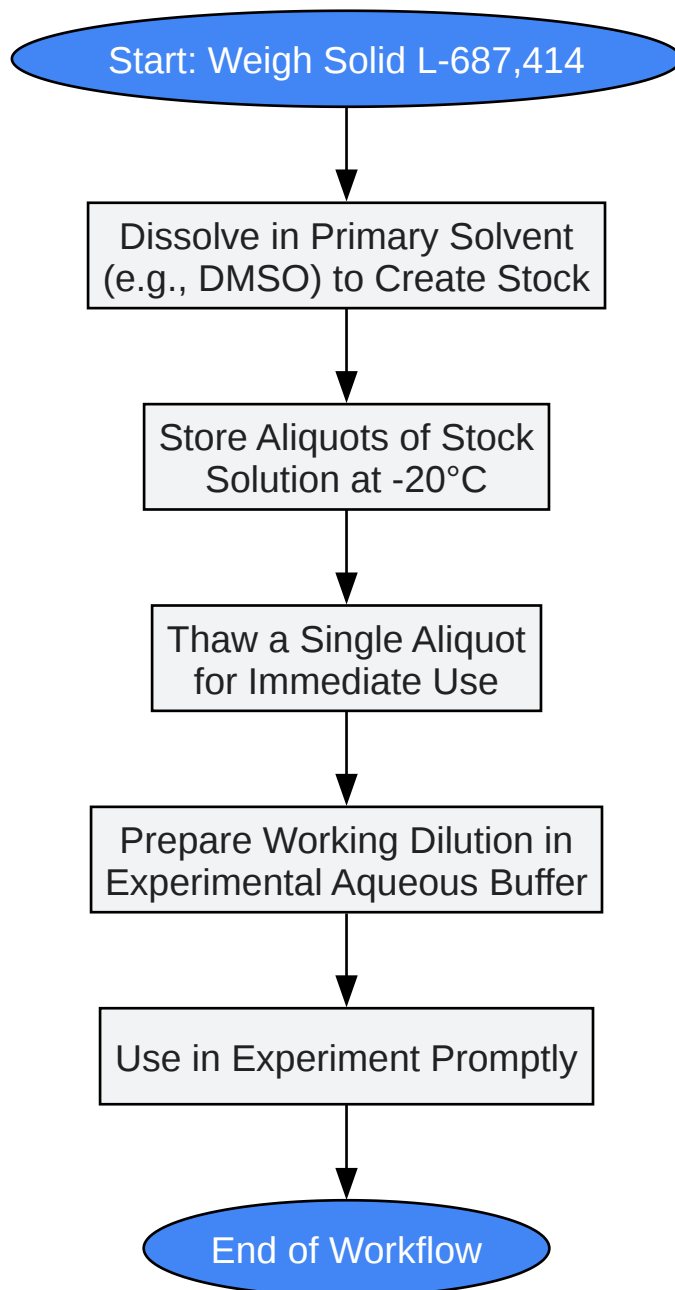 Start: Weigh Solid L-687,414
Dissolve in Primary Solvent
(e.g., DMSO) to Create Stock
Store Aliquots of Stock
Solution at -20°C
Thaw a Single Aliquot
for Immediate Use
Prepare Working Dilution in
Experimental Aqueous Buffer
Use in Experiment Promptly
End of Workflow